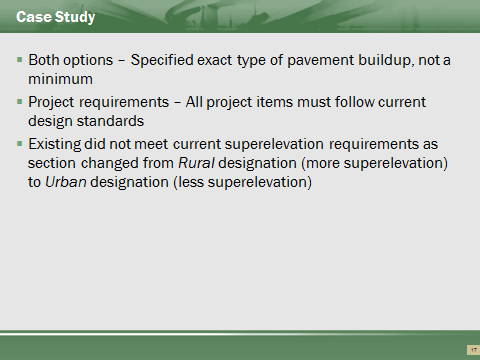 Case Study
Both options – Specified exact type of pavement buildup, not a
minimum
Project requirements – All project items must follow current
design standards
Existing did not meet current superelevation requirements as
section changed from Rural designation (more superelevation)
to Urban designation (less superelevation)